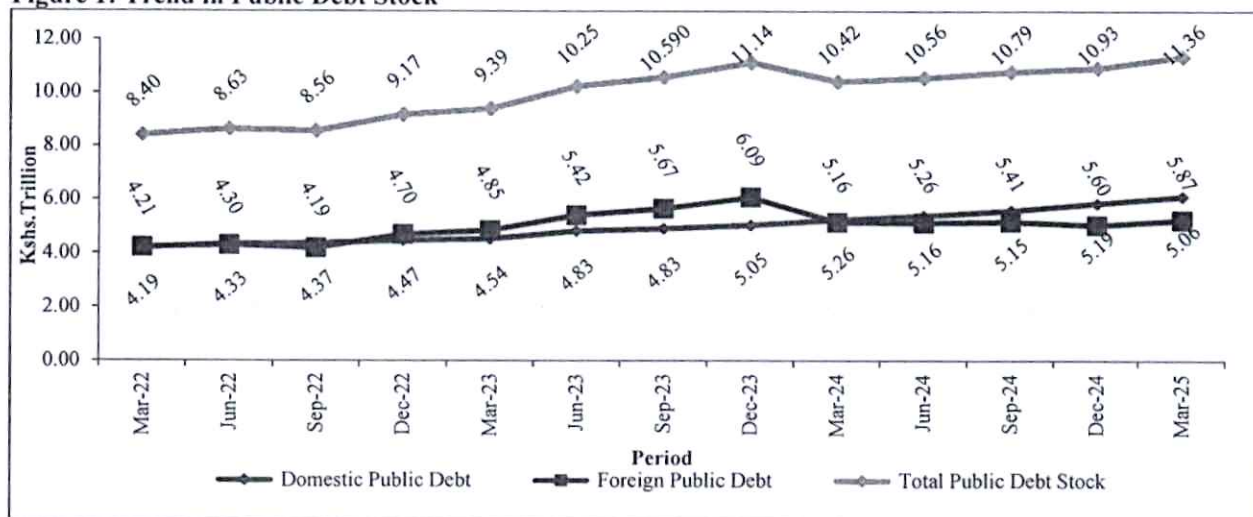 Figure 1: Trend in Public Debt Stock
12.00
10.00
8.00
6.00
4.00
2.00
0.00
Kshs.Trillion
8.40 8.63 8.56 9.17 9.39 10.25 10.590 11.14 10.42 10.56 10.79 10.93 11.36
4.21 4.30 4.19 4.70 4.85 5.42 5.67 6.09 5.16 5.26 5.41 5.60 5.87
4.19 4.33 4.37 4.47 4.54 4.83 4.83 5.05 5.26 5.16 5.15 5.19 5.06
Mar-22 Jun-22 Sep-22 Dec-22 Mar-23 Jun-23 Sep-23 Dec-23 Mar-24 Jun-24 Sep-24 Dec-24 Mar-25
Period
Domestic Public Debt Foreign Public Debt Total Public Debt Stock